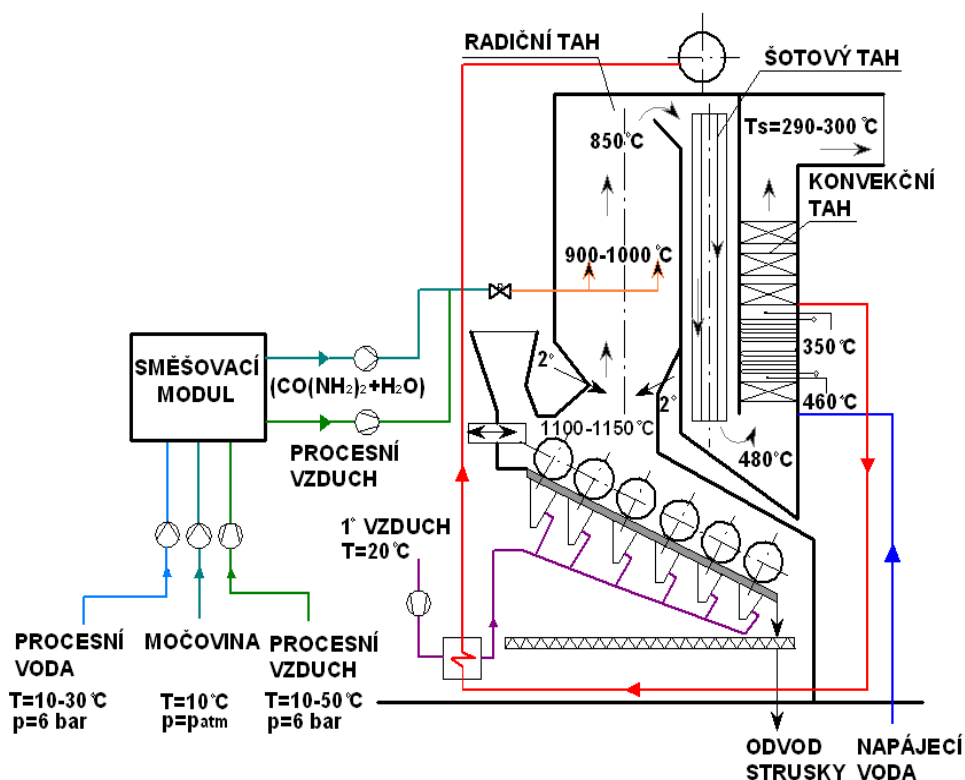 RADIČNÍ TAH
ŠOTOVÝ TAH
850°C
Ts=290-300°C
KONVEKČNÍ
TAH
900-1000°C
SMĚŠOVACÍ
MODUL
(CO(NH₂)₂+H₂O)
PROCESNÍ
VZDUCH
2°
2°
350°C
460°C
1100-1150°C
480°C
1° VZDUCH
T=20°C
PROCESNÍ
VODA
T=10-30°C
p=6 bar
MOČOVINA
T=10°C
p=patm
PROCESNÍ
VZDUCH
T=10-50°C
p=6 bar
ODVOD
STRUSKY
NAPÁJECÍ
VODA